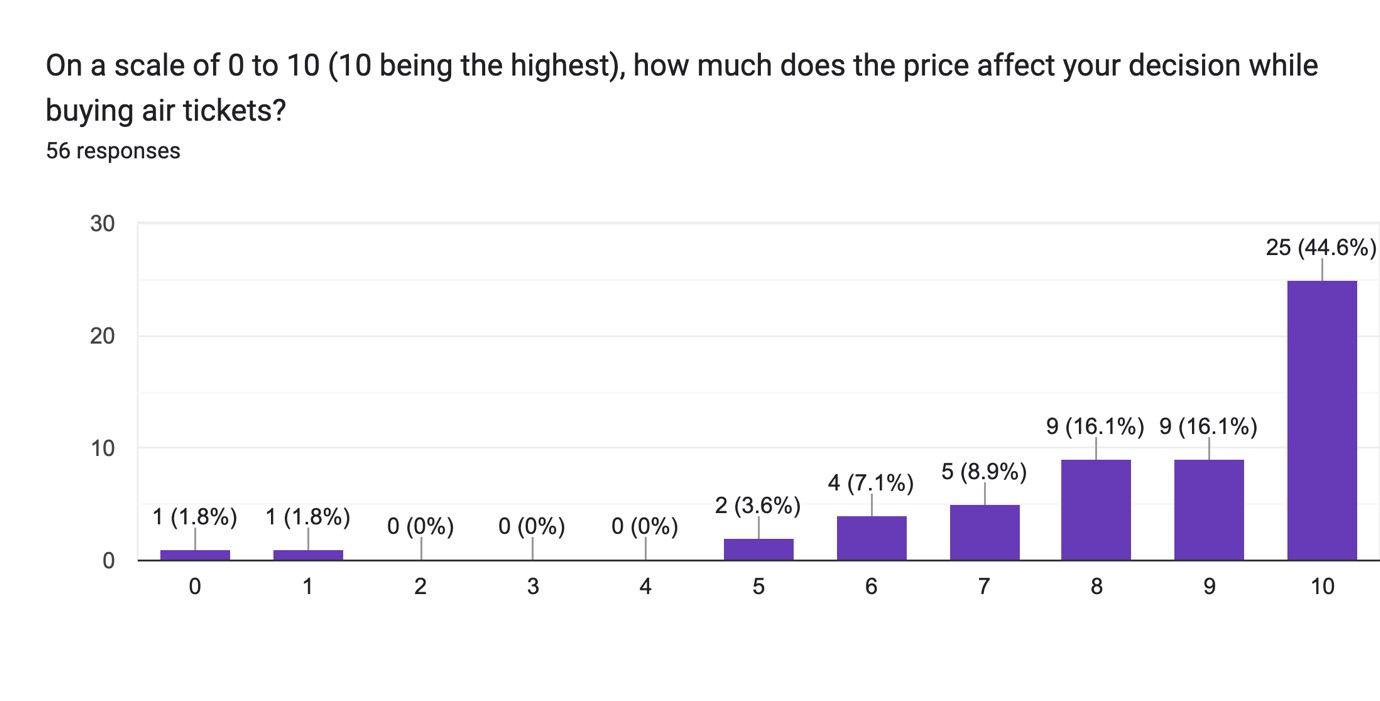 On a scale of 0 to 10 (10 being the highest), how much does the price affect your decision while
buying air tickets?
56 responses
30
25 (44.6%)
20
9 (16.1%) 9 (16.1%)
10
5 (8.9%)
4 (7.1%)
2 (3.6%)
1 (1.8%) 1 (1.8%) 0 (0%) 0 (0%) 0 (0%)
0
0 1 2 3 4 5 6 7 8 9 10